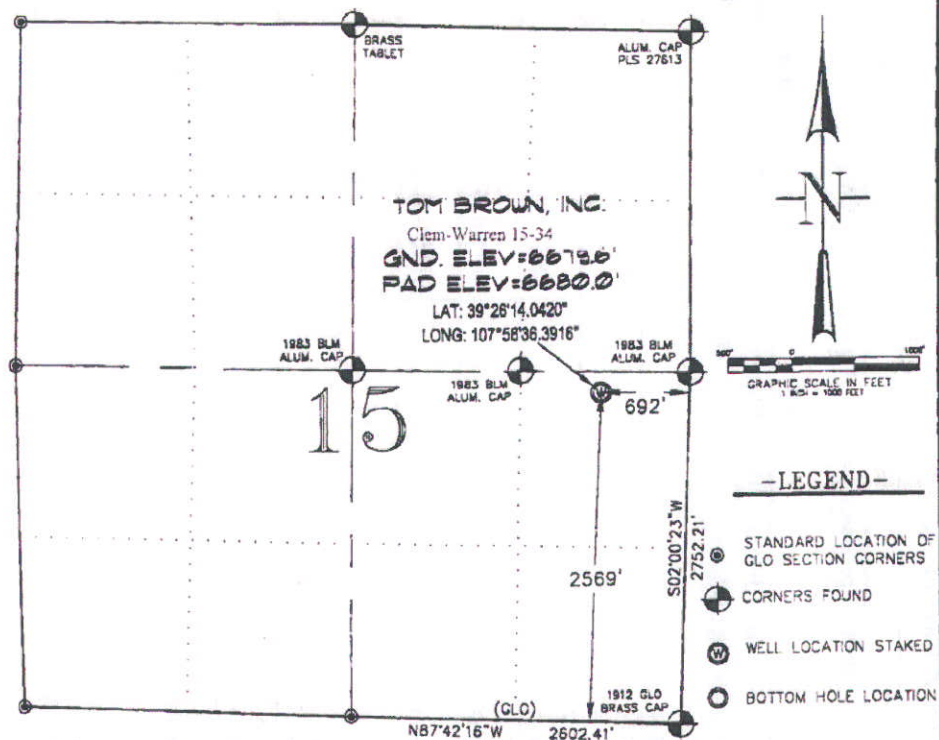 BRASS
TABLET
ALUM. CAP
PLS 27613
N
TOM BROWN, INC.
Clem-Warren 15-34
GND. ELEV=6679.6'
PAD ELEV=6680.0'
LAT: 39°26'14.0420"
LONG: 107°58'36.3916"
1983 BLM
ALUM. CAP
1983 BLM
ALUM. CAP
1983 BLM
ALUM. CAP
500' 0 1000'
GRAPHIC SCALE IN FEET
1 INCH = 1000 FEET
15
W
692'
-LEGEND-
STANDARD LOCATION OF
GLO SECTION CORNERS
CORNERS FOUND
W WELL LOCATION STAKED
BOTTOM HOLE LOCATION
2569'
S02°00'23"W
2752.21'
1912 GLO
BRASS CAP
(GLO)
N87°42'16"W 2602.41'